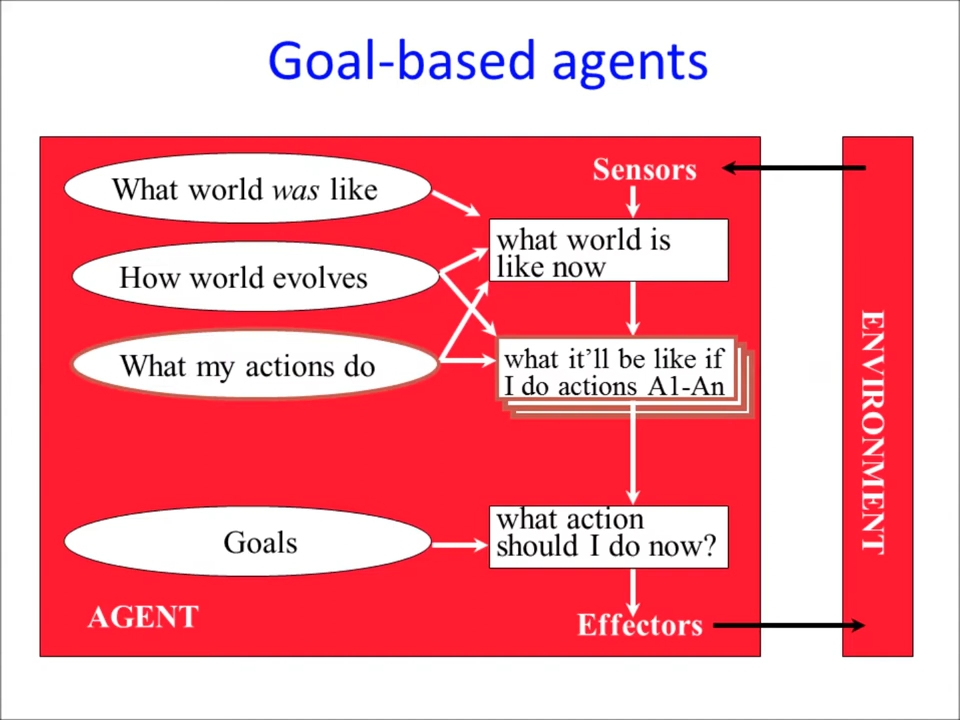 Goal-based agents
What world was like
How world evolves
What my actions do
Goals
AGENT
Sensors
what world is
like now
what it’ll be like if
I do actions A1-An
what action
should I do now?
Effectors
ENVIRONMENT